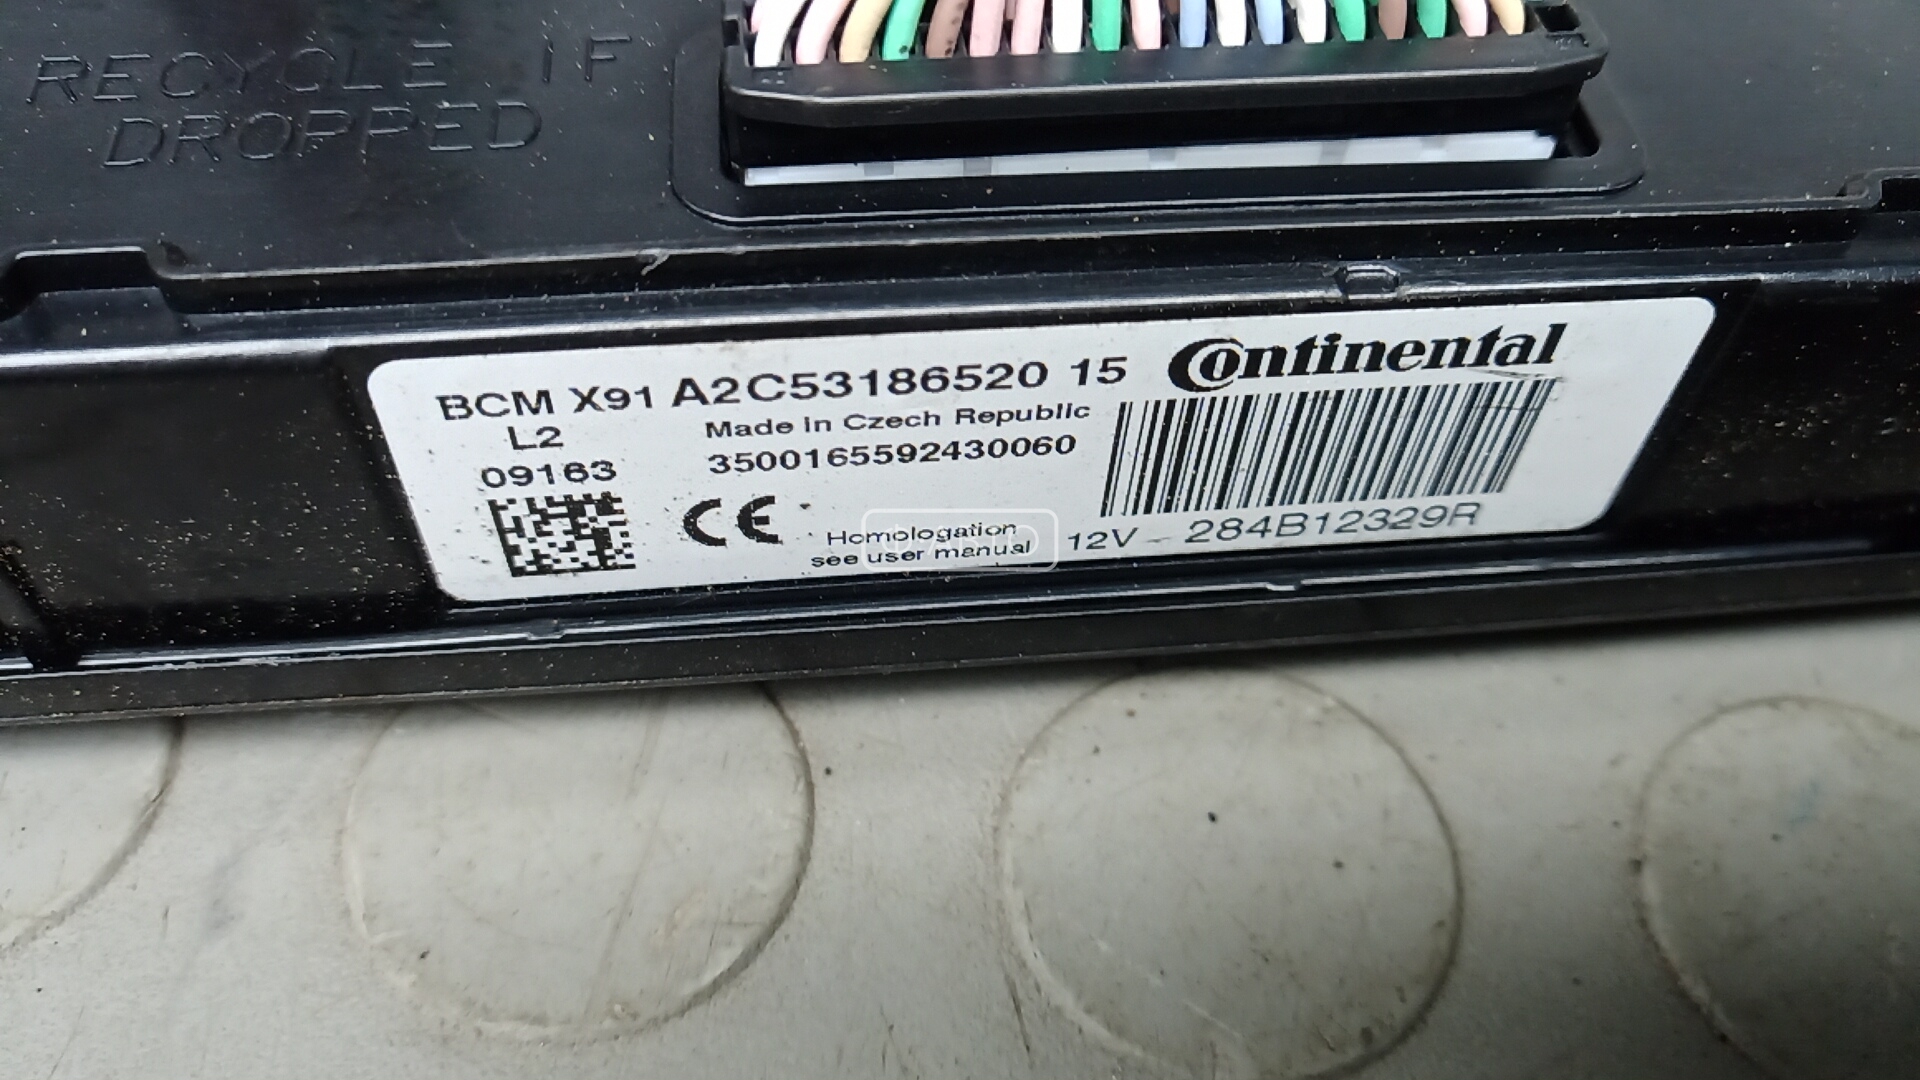 RECYCLE IF
DROPPED
BCM X91 A2C53186520 15 Continental
L2
Made in Czech Republic
09163
3500165592430060
CE
Homologation
see user manual
12V - 284B12329R